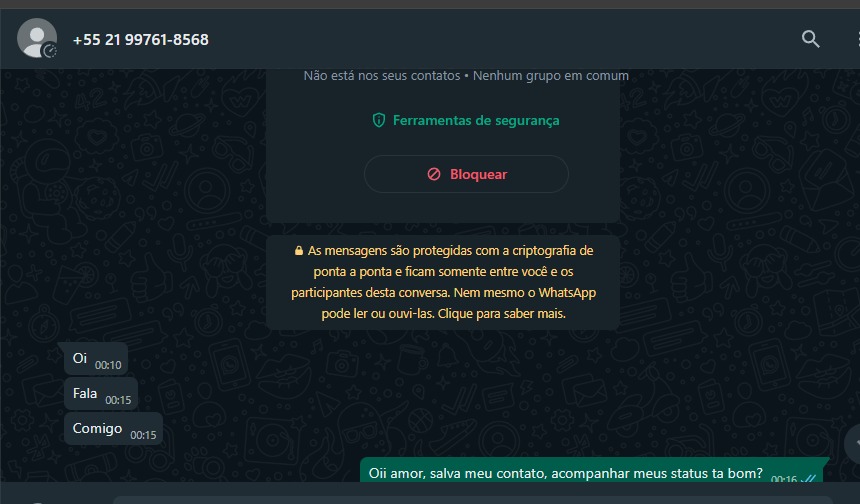 +55 21 99761-8568
Não está nos seus contatos • Nenhum grupo em comum
Ferramentas de segurança
Bloquear
As mensagens são protegidas com a criptografia de
ponta a ponta e ficam somente entre você e os
participantes desta conversa. Nem mesmo o WhatsApp
pode ler ou ouvi-las. Clique para saber mais.
Oi 00:10
Fala 00:15
Comigo 00:15
Oii amor, salva meu contato, acompanhar meus status ta bom? 00:16